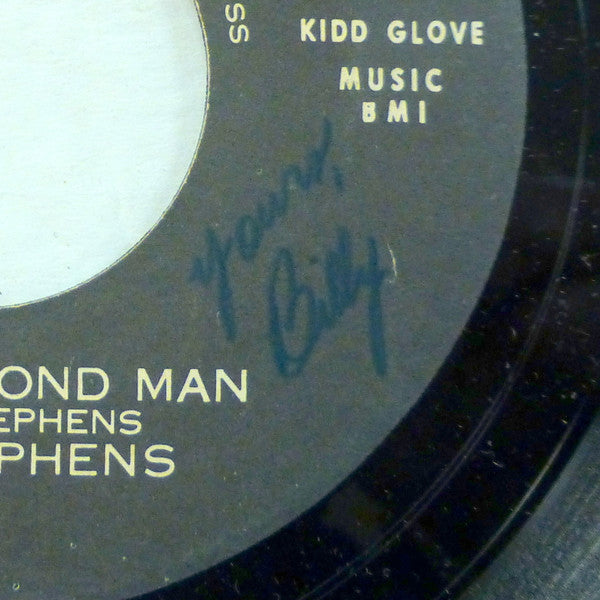 SS
KIDD GLOVE
MUSIC
BMI
yours,
Billy
OND MAN
EPHENS
PHENS